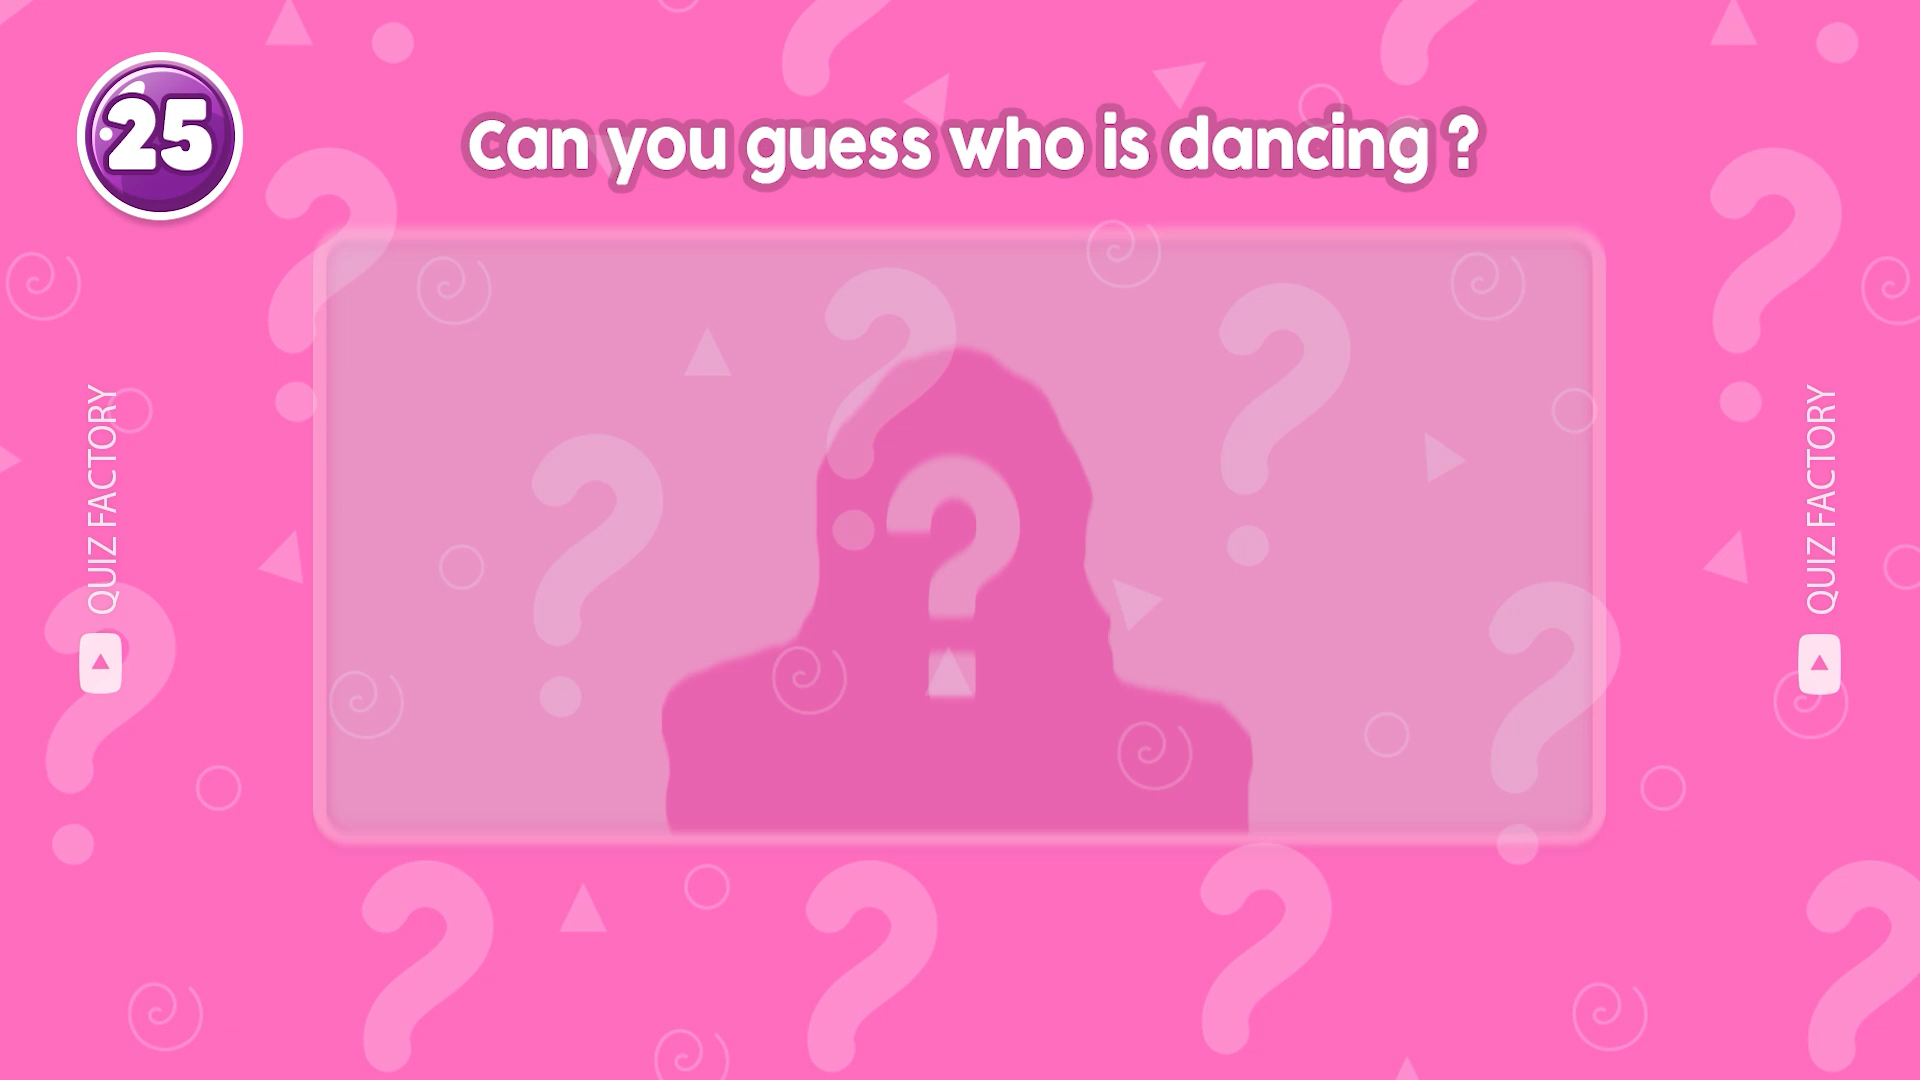 25
Can you guess who is dancing ?
QUIZ FACTORY
?
QUIZ FACTORY